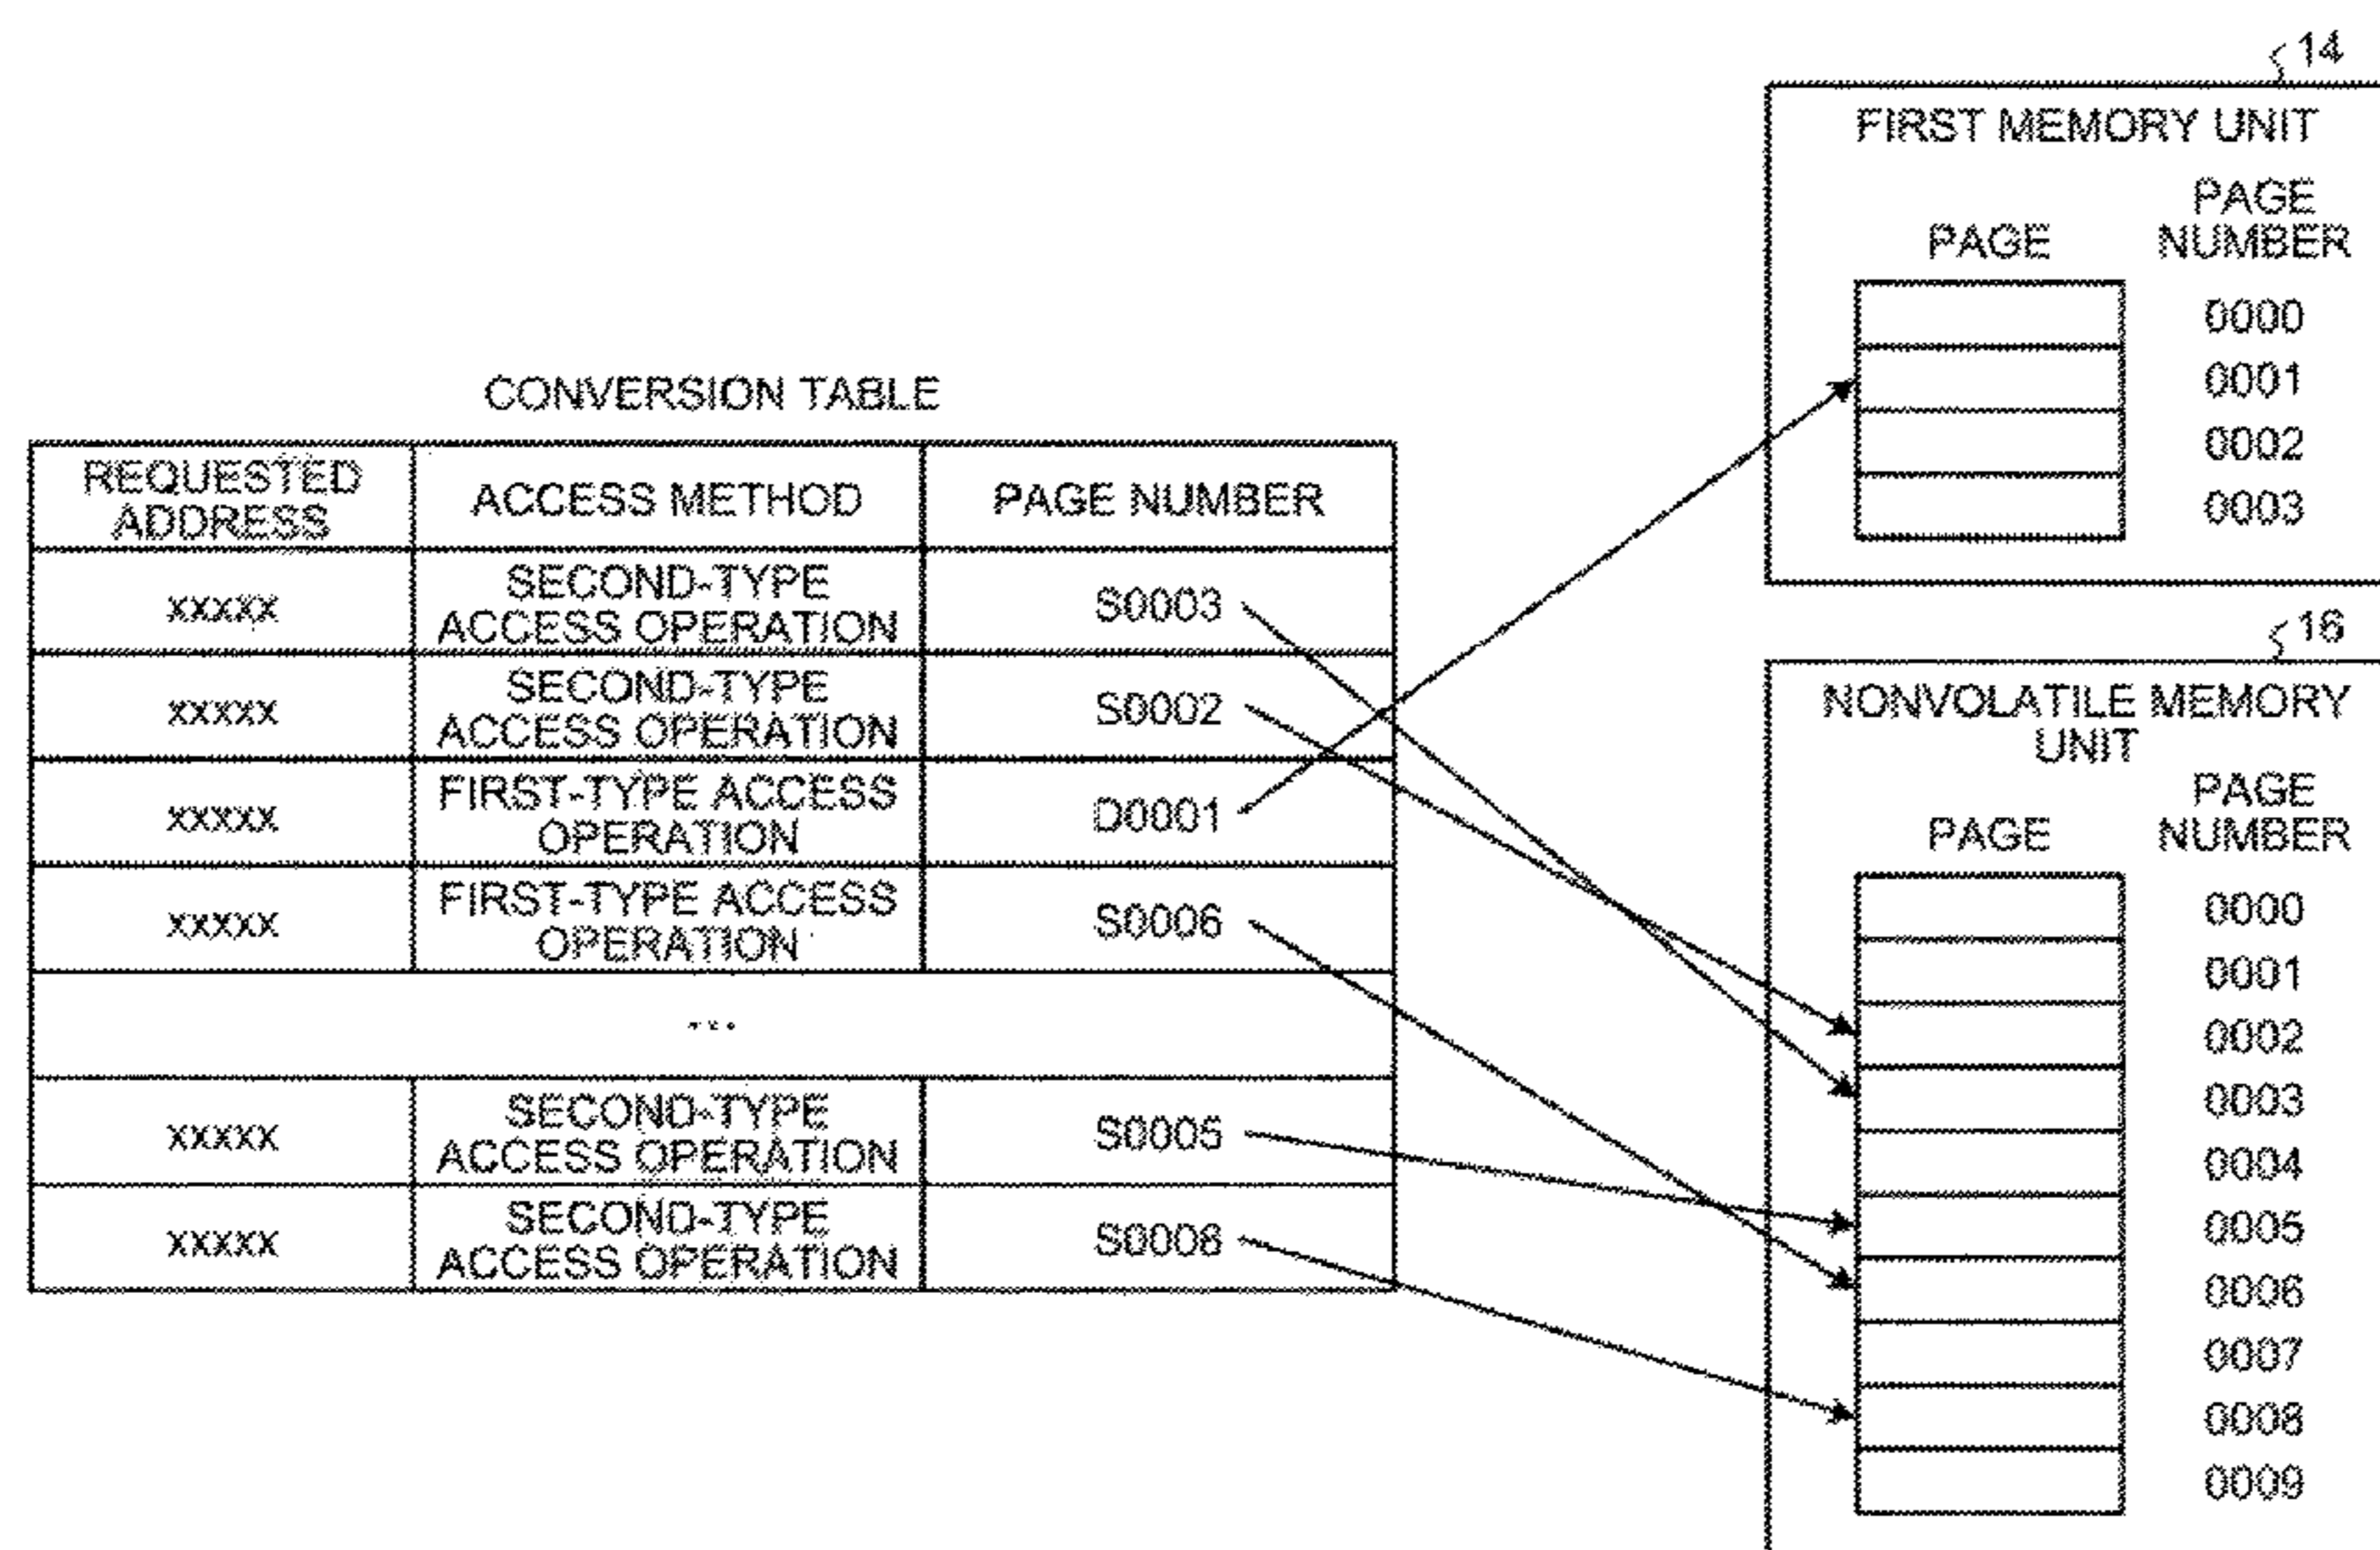 CONVERSION TABLE
REQUESTED
ADDRESS
ACCESS METHOD
PAGE NUMBER
xxxxx
SECOND-TYPE
ACCESS OPERATION
S0003
xxxxx
SECOND-TYPE
ACCESS OPERATION
S0002
xxxxx
FIRST-TYPE ACCESS
OPERATION
D0001
xxxxx
FIRST-TYPE ACCESS
OPERATION
S0006
...
xxxxx
SECOND-TYPE
ACCESS OPERATION
S0005
xxxxx
SECOND-TYPE
ACCESS OPERATION
S0008
14
FIRST MEMORY UNIT
PAGE
PAGE
NUMBER
0000
0001
0002
0003
16
NONVOLATILE MEMORY
UNIT
PAGE
PAGE
NUMBER
0000
0001
0002
0003
0004
0005
0006
0007
0008
0009